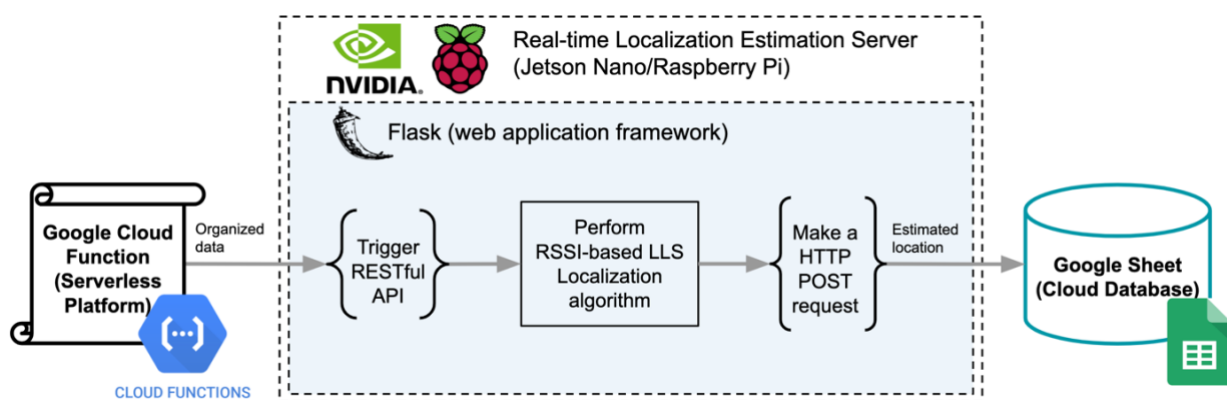 NVIDIA.
Real-time Localization Estimation Server
(Jetson Nano/Raspberry Pi)
Flask (web application framework)
Google Cloud
Function
(Serverless
Platform)
CLOUD FUNCTIONS
Organized
data
Trigger
RESTful
API
Perform
RSSI-based LLS
Localization
algorithm
Make a
HTTP
POST
request
Estimated
location
Google Sheet
(Cloud Database)